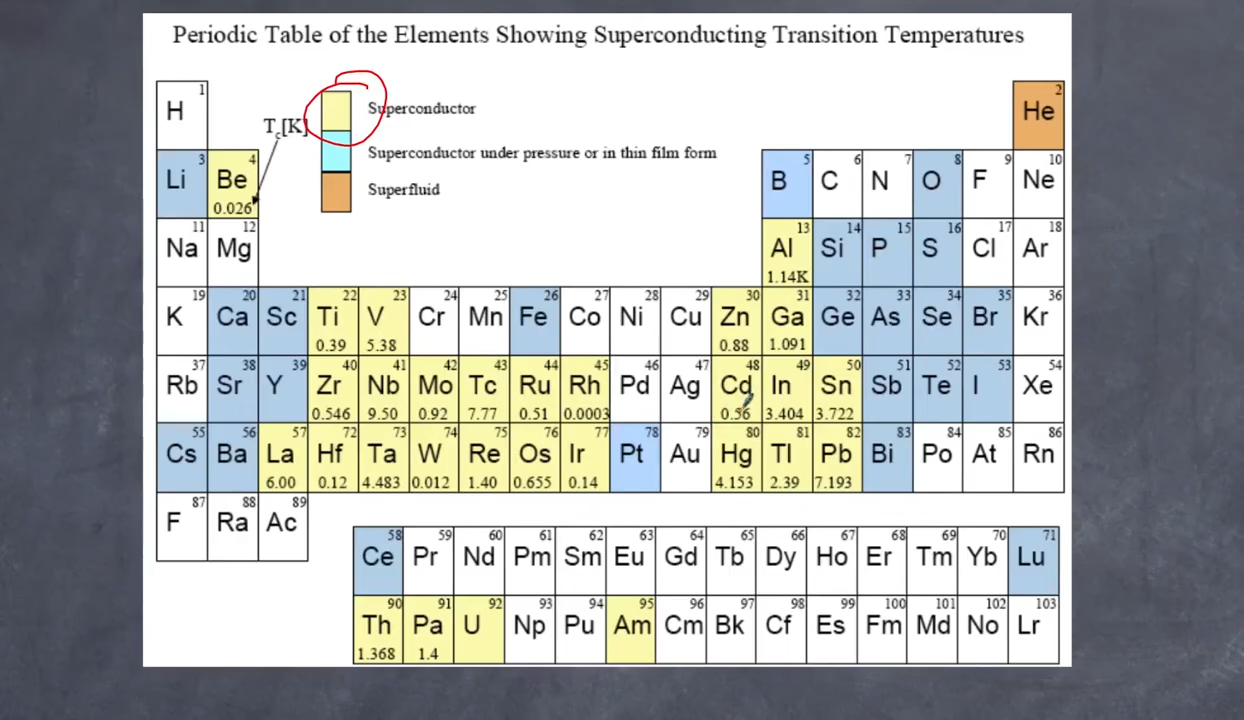 Periodic Table of the Elements Showing Superconducting Transition Temperatures
1 2
H He
Superconductor
T c [K]
Superconductor under pressure or in thin film form
Superfluid
3 4 5 6 7 8 9 10
Li Be B C N O F Ne
0.026
11 12 13 14 15 16 17 18
Na Mg Al Si P S Cl Ar
1.14K
19 20 21 22 23 24 25 26 27 28 29 30 31 32 33 34 35 36
K Ca Sc Ti V Cr Mn Fe Co Ni Cu Zn Ga Ge As Se Br Kr
0.39 5.38 0.88 1.091
37 38 39 40 41 42 43 44 45 46 47 48 49 50 51 52 53 54
Rb Sr Y Zr Nb Mo Tc Ru Rh Pd Ag Cd In Sn Sb Te I Xe
0.546 9.50 0.92 7.77 0.51 0.0003 0.56 3.404 3.722
55 56 57 72 73 74 75 76 77 78 79 80 81 82 83 84 85 86
Cs Ba La Hf Ta W Re Os Ir Pt Au Hg Tl Pb Bi Po At Rn
6.00 0.12 4.483 0.012 1.40 0.655 0.14 4.153 2.39 7.193
87 88 89
F Ra Ac
58 59 60 61 62 63 64 65 66 67 68 69 70 71
Ce Pr Nd Pm Sm Eu Gd Tb Dy Ho Er Tm Yb Lu
90 91 92 93 94 95 96 97 98 99 100 101 102 103
Th Pa U Np Pu Am Cm Bk Cf Es Fm Md No Lr
1.368 1.4